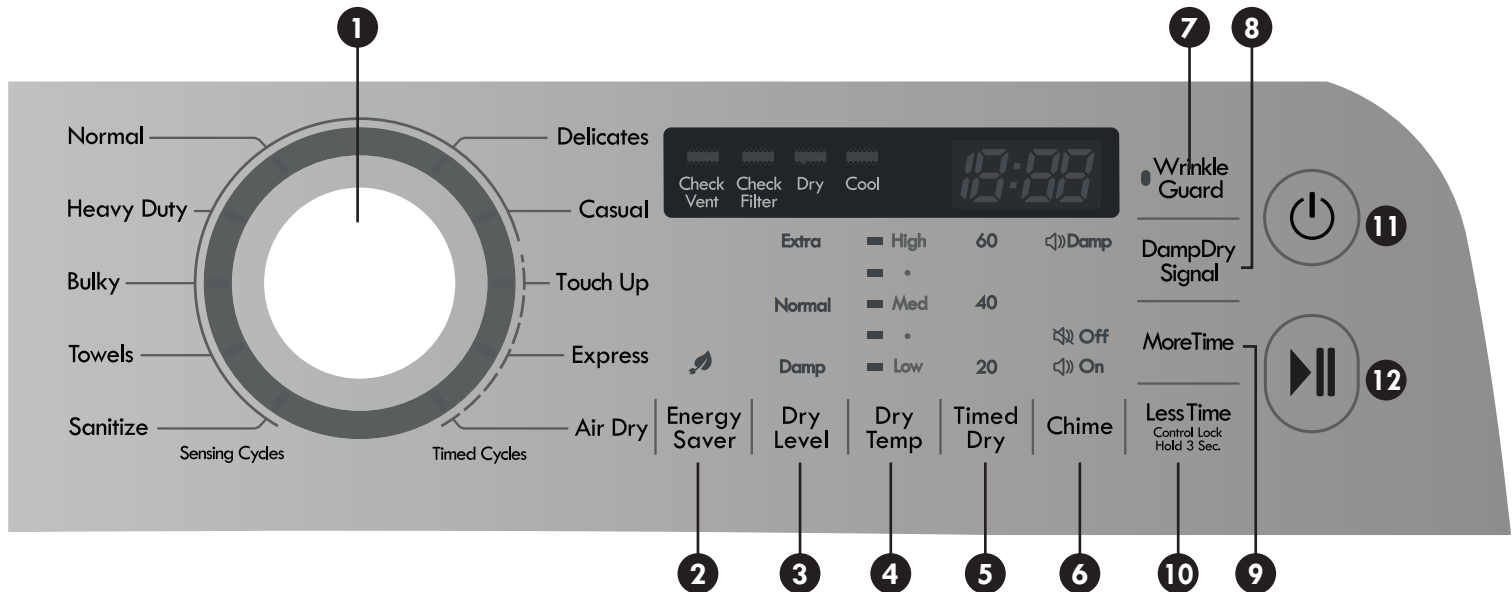 1
7
8
Normal
Heavy Duty
Bulky
Towels
Sanitize
Sensing Cycles
Delicates
Casual
Touch Up
Express
Air Dry
Timed Cycles
Check
Vent
Check
Filter
Dry
Cool
18:88
Extra
Normal
Damp
High
Med
Low
60
40
20
Damp
Off
On
Energy
Saver
Dry
Level
Dry
Temp
Timed
Dry
Chime
Wrinkle
Guard
DampDry
Signal
MoreTime
Less Time
Control Lock
Hold 3 Sec.
11
12
2
3
4
5
6
10
9